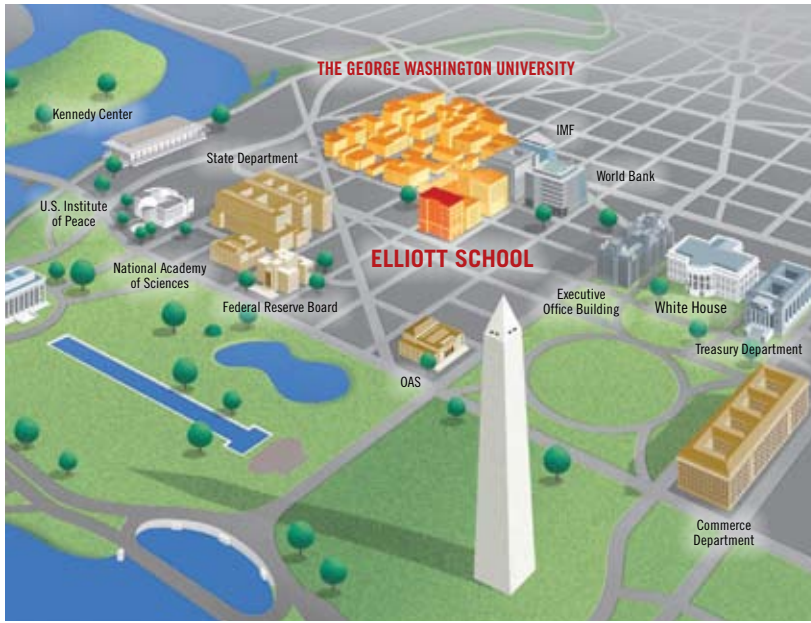 THE GEORGE WASHINGTON UNIVERSITY
Kennedy Center
IMF
State Department
World Bank
U.S. Institute
of Peace
ELLIOTT SCHOOL
National Academy
of Sciences
Federal Reserve Board
Executive
Office Building
White House
Treasury Department
OAS
Commerce
Department